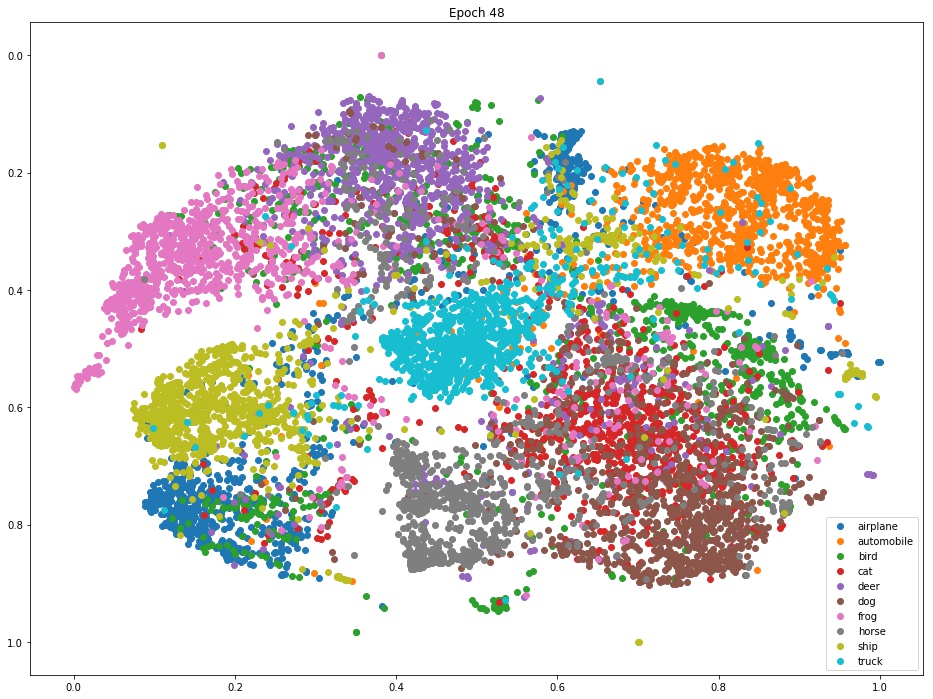 Epoch 48
0.0
0.2
0.4
0.6
0.8
1.0
0.0 0.2 0.4 0.6 0.8 1.0
airplane
automobile
bird
cat
deer
dog
frog
horse
ship
truck